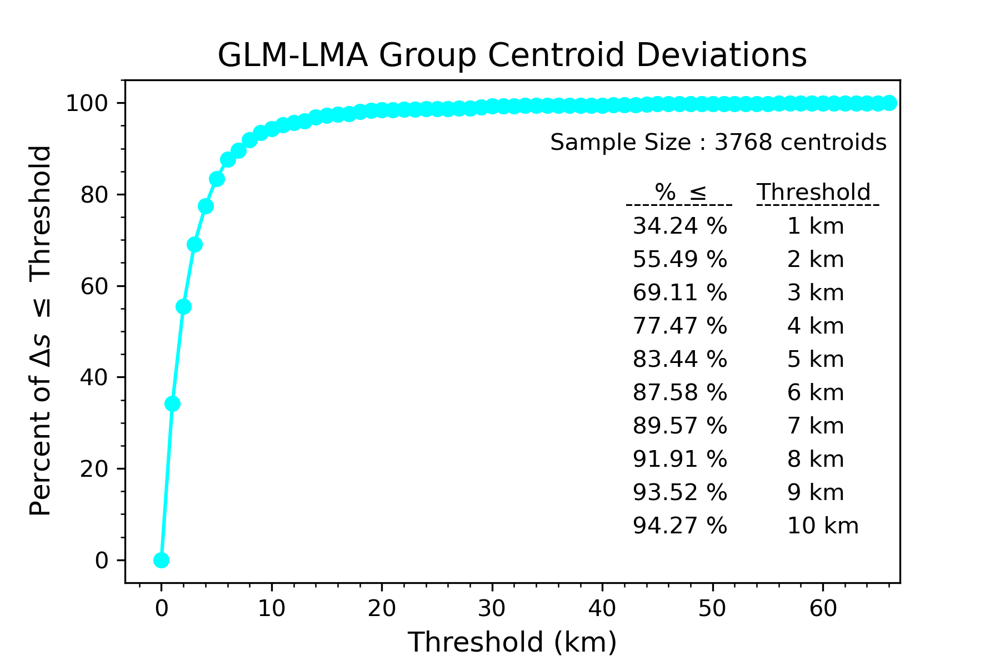 GLM-LMA Group Centroid Deviations
Percent of Δs ≤ Threshold
100
80
60
40
20
0
Sample Size : 3768 centroids
% ≤ Threshold
34.24 % 1 km
55.49 % 2 km
69.11 % 3 km
77.47 % 4 km
83.44 % 5 km
87.58 % 6 km
89.57 % 7 km
91.91 % 8 km
93.52 % 9 km
94.27 % 10 km
0 10 20 30 40 50 60
Threshold (km)